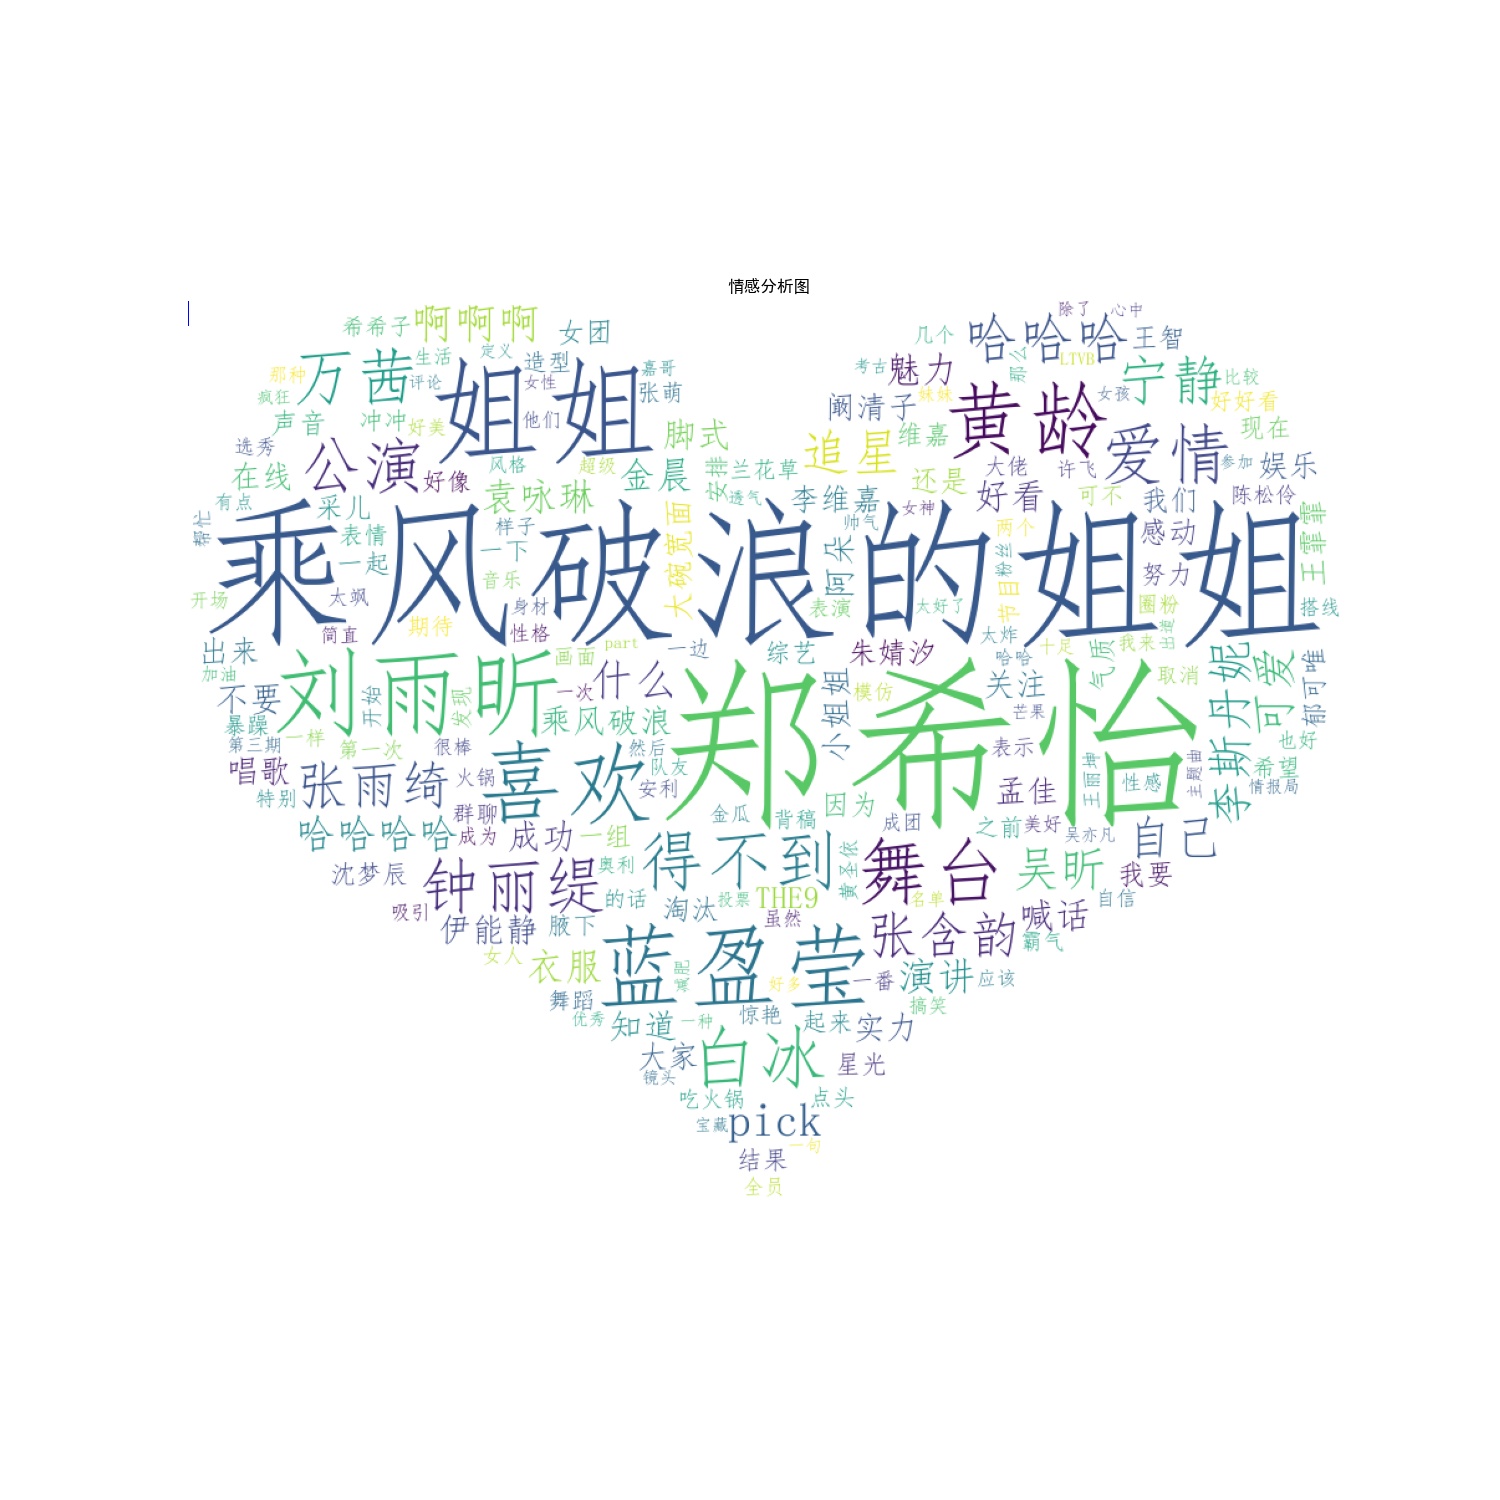 情感分析图
除了
心中
希希子
啊啊啊
女团
哈哈哈
王智
几个
万茜
生活
定义
造型
嘉哥
考古
魅力
那么
LTVB
宁静
比较
那种
评论
女性
张萌
姐姐
妹妹
黄龄
女孩
好好看
疯狂
声音
冲冲
好美
他们
脚式
阚清子
维嘉
追星
爱情
现在
选秀
公演
好像
风格
超级
金晨
安排
兰花草
还是
大佬
许飞
参加
娱乐
在线
有点
采儿
袁咏琳
透气
李维嘉
女神
好看
可不
我们
陈松伶
帮忙
表情
样子
大碗宽面
帅气
两个
感动
王霏霏
乘风破浪的姐姐
一起
一下
音乐
阿朵
节目
粉丝
努力
开场
太飒
身材
表演
太好了
圈粉
搭线
简直
期待
性格
part
一边
综艺
朱婧汐
太炸
十足
我来
出道
出来
加油
画面
哈哈
气质
李斯丹妮
可爱
郁可唯
刘雨昕
一次
什么
郑希怡
小姐姐
模仿
关注
取消
不要
开始
发现
乘风破浪
芒果
暴躁
一样
第一次
很棒
然后
表示
也好
第三期
唱歌
张雨绮
火锅
喜欢
队友
安利
孟佳
王丽坤
性感
主题曲
希望
情报局
特别
群聊
金瓜
背稿
因为
成团
之前
美好
吴亦凡
自己
哈哈哈哈
成为
成功
一组
得不到
黄圣依
舞台
吴昕
我要
沈梦辰
钟丽缇
奥利
的话
淘汰
投票
THE9
名单
自信
吸引
伊能静
腋下
虽然
张含韵
喊话
霸气
女人
衣服
蓝盈莹
减肥
好多
一番
演讲
应该
舞蹈
优秀
知道
一种
惊艳
起来
实力
搞笑
大家
白冰
星光
镜头
吃火锅
点头
宝藏
pick
一句
结果
全员